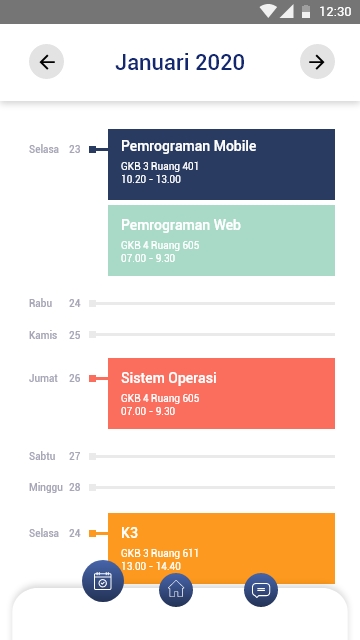 12:30
Januari 2020
Selasa 23
Pemrograman Mobile
GKB 3 Ruang 401
10.20 - 13.00
Pemrograman Web
GKB 4 Ruang 605
07.00 - 9.30
Rabu 24
Kamis 25
Jumat 26
Sistem Operasi
GKB 4 Ruang 605
07.00 - 9.30
Sabtu 27
Minggu 28
Selasa 24
K3
GKB 3 Ruang 611
13.00 - 14.40